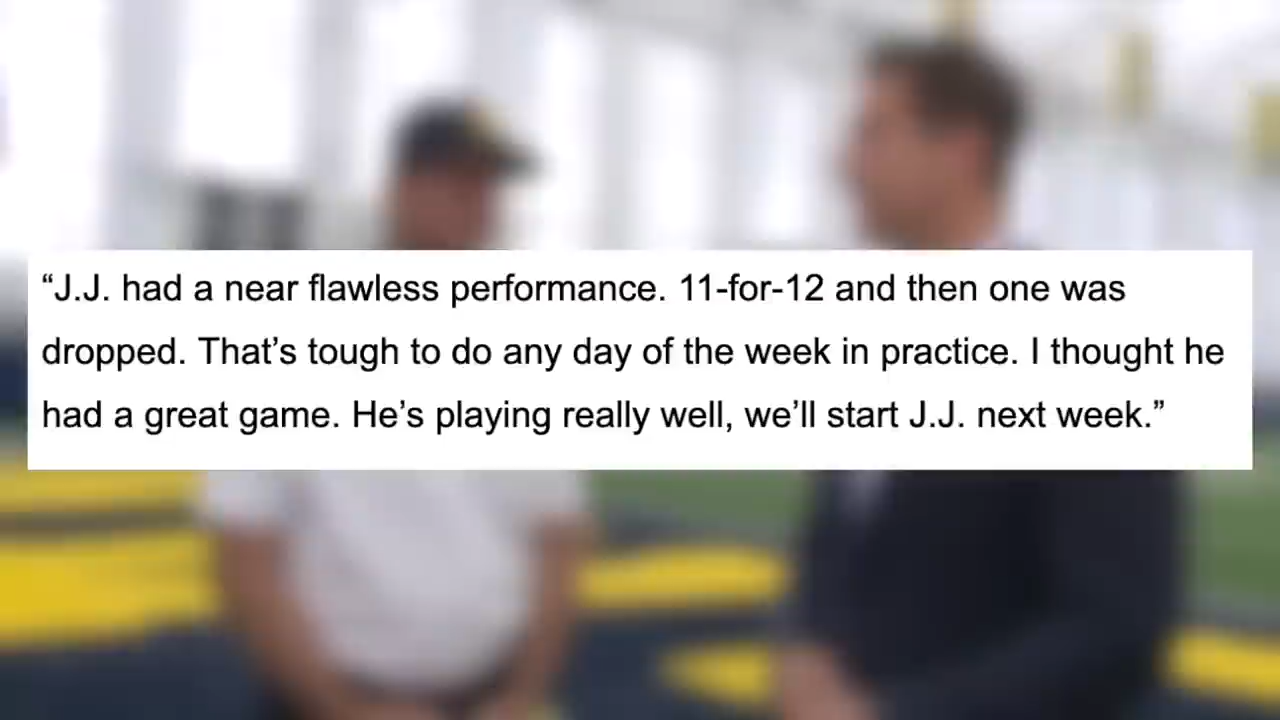 “J.J. had a near flawless performance. 11-for-12 and then one was
dropped. That’s tough to do any day of the week in practice. I thought he
had a great game. He’s playing really well, we’ll start J.J. next week.”